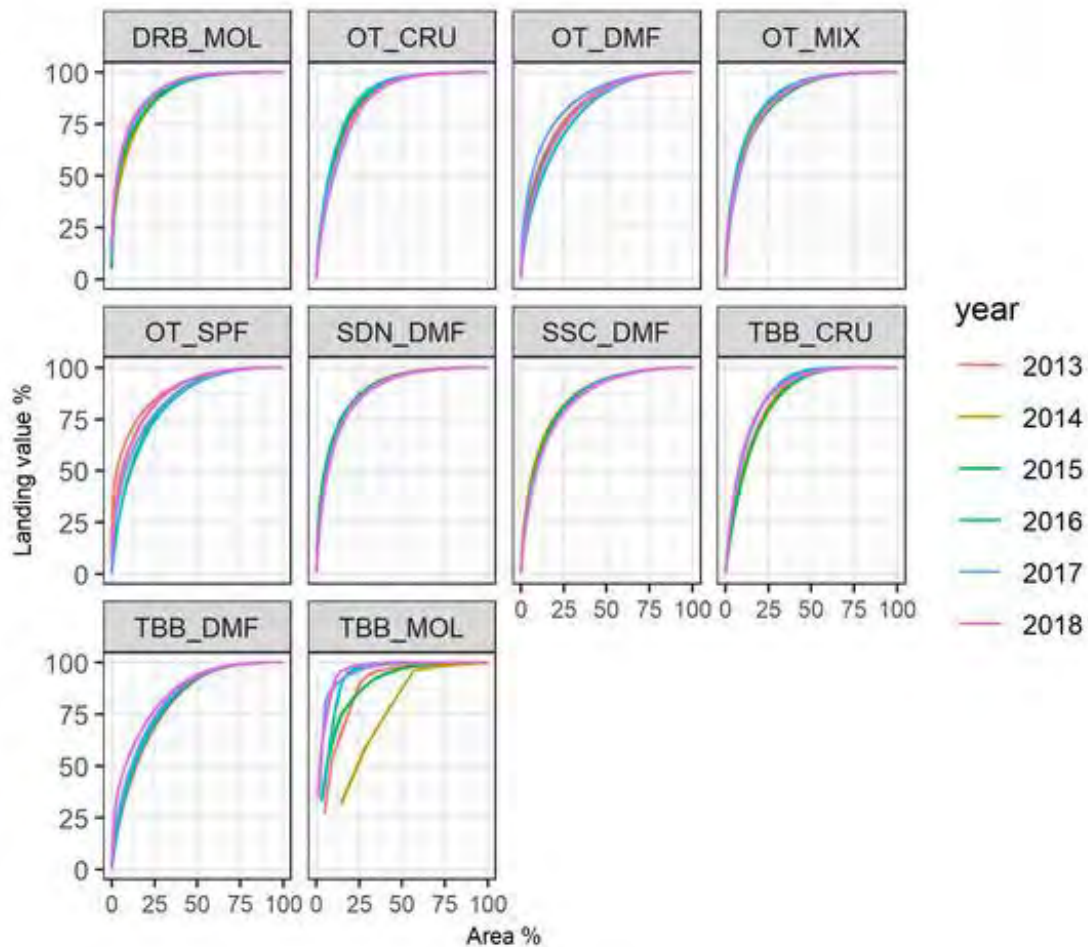 DRB_MOL OT_CRU OT_DMF OT_MIX
100
75
50
25
0
OT_SPF SDN_DMF SSC_DMF TBB_CRU
100
75
50
25
0
0 25 50 75 100 0 25 50 75 100
TBB_DMF TBB_MOL
100
75
50
25
0
0 25 50 75 100 0 25 50 75 100
Landing value %
Area %
year
2013
2014
2015
2016
2017
2018